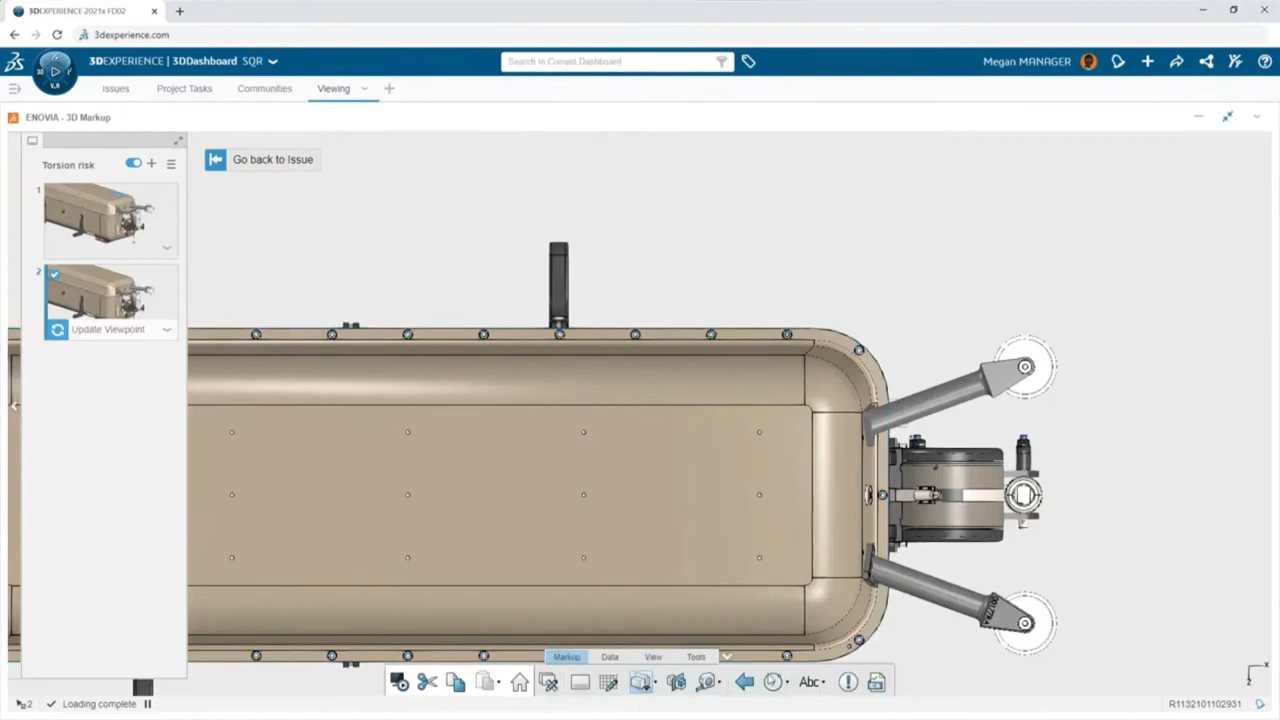 3DEXPERIENCE 2021x FD02
3dexperience.com
3DEXPERIENCE | 3DDashboard SQR
Search In Current Dashboard
Megan MANAGER
3D
V.R
Issues
Project Tasks
Communities
Viewing
ENOVIA - 3D Markup
Torsion risk
Go back to Issue
1
2
Update Viewpoint
Markup
Data
View
Tools
Abc
x
2
Loading complete
R1132101102931